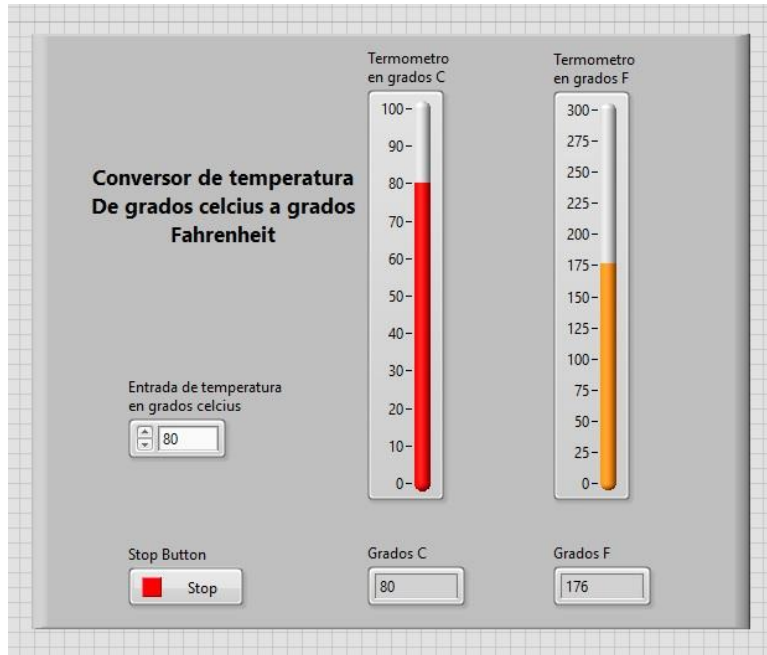 Conversor de temperatura
De grados celcius a grados
Fahrenheit
Entrada de temperatura
en grados celcius
80
Stop Button
Stop
Termometro
en grados C
100
90
80
70
60
50
40
30
20
10
0
Grados C
80
Termometro
en grados F
300
275
250
225
200
175
150
125
100
75
50
25
0
Grados F
176